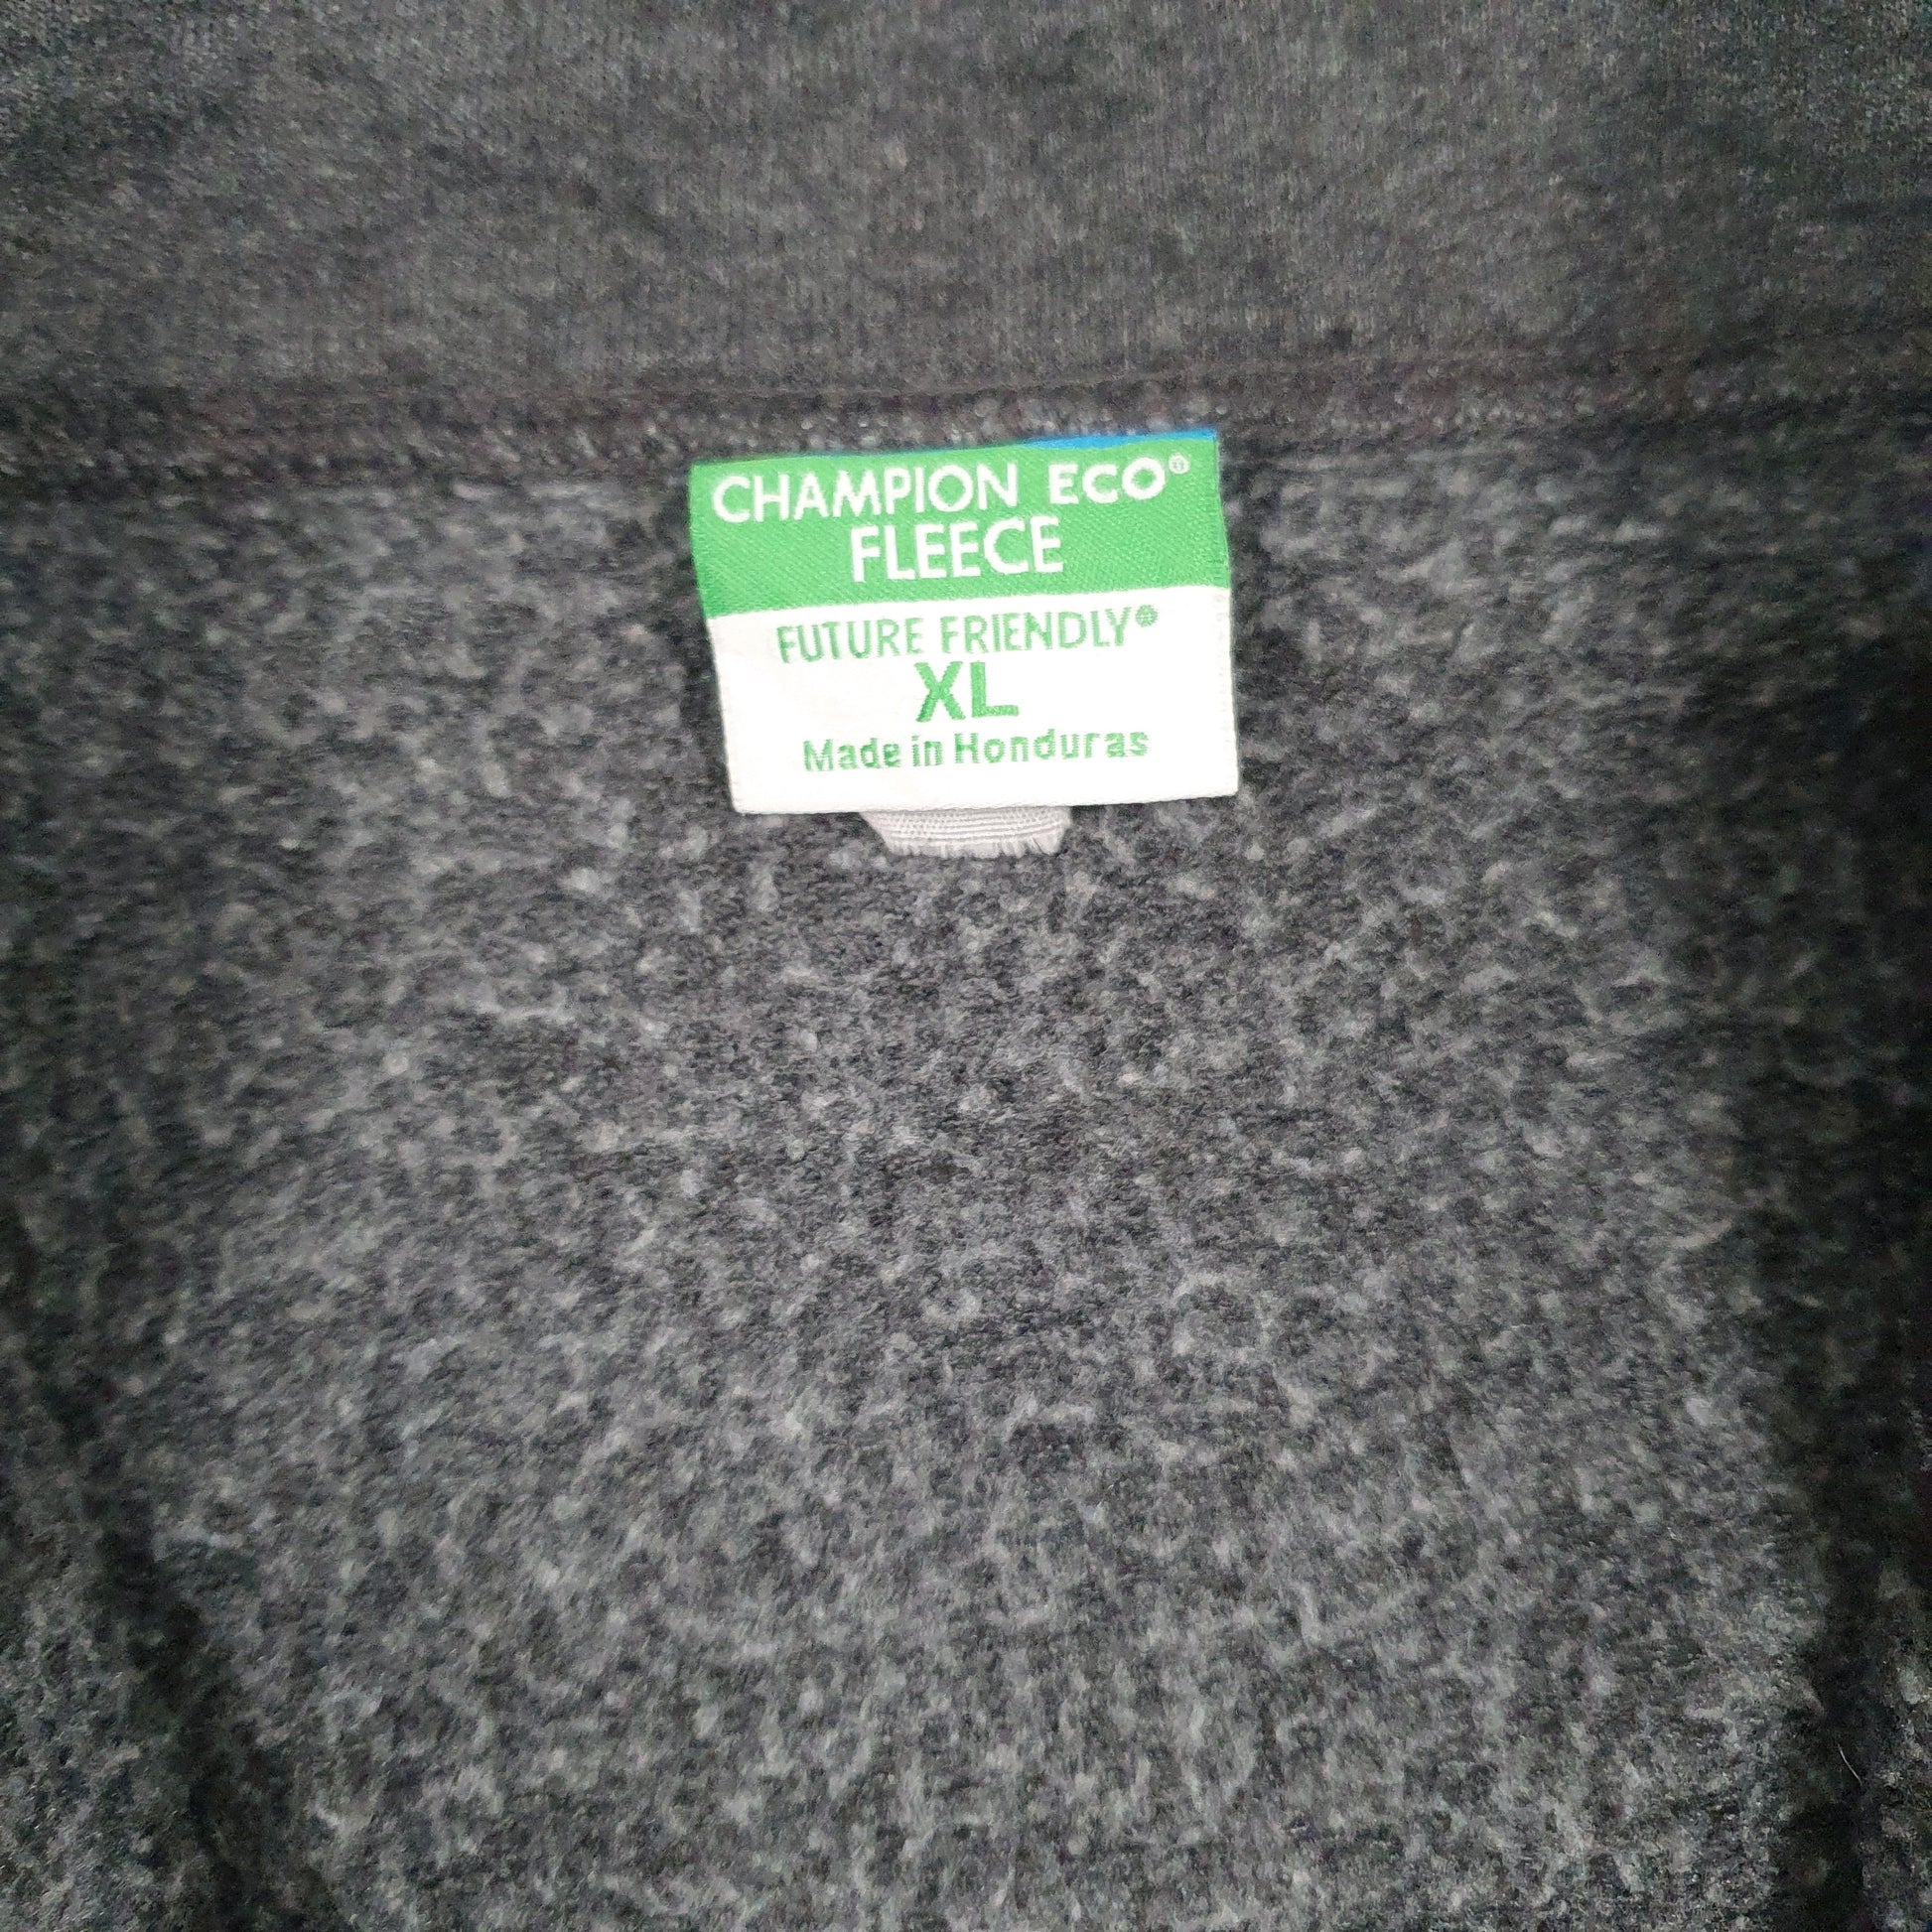 CHAMPION ECO®
FLEECE
FUTURE FRIENDLY®
XL
Made in Honduras